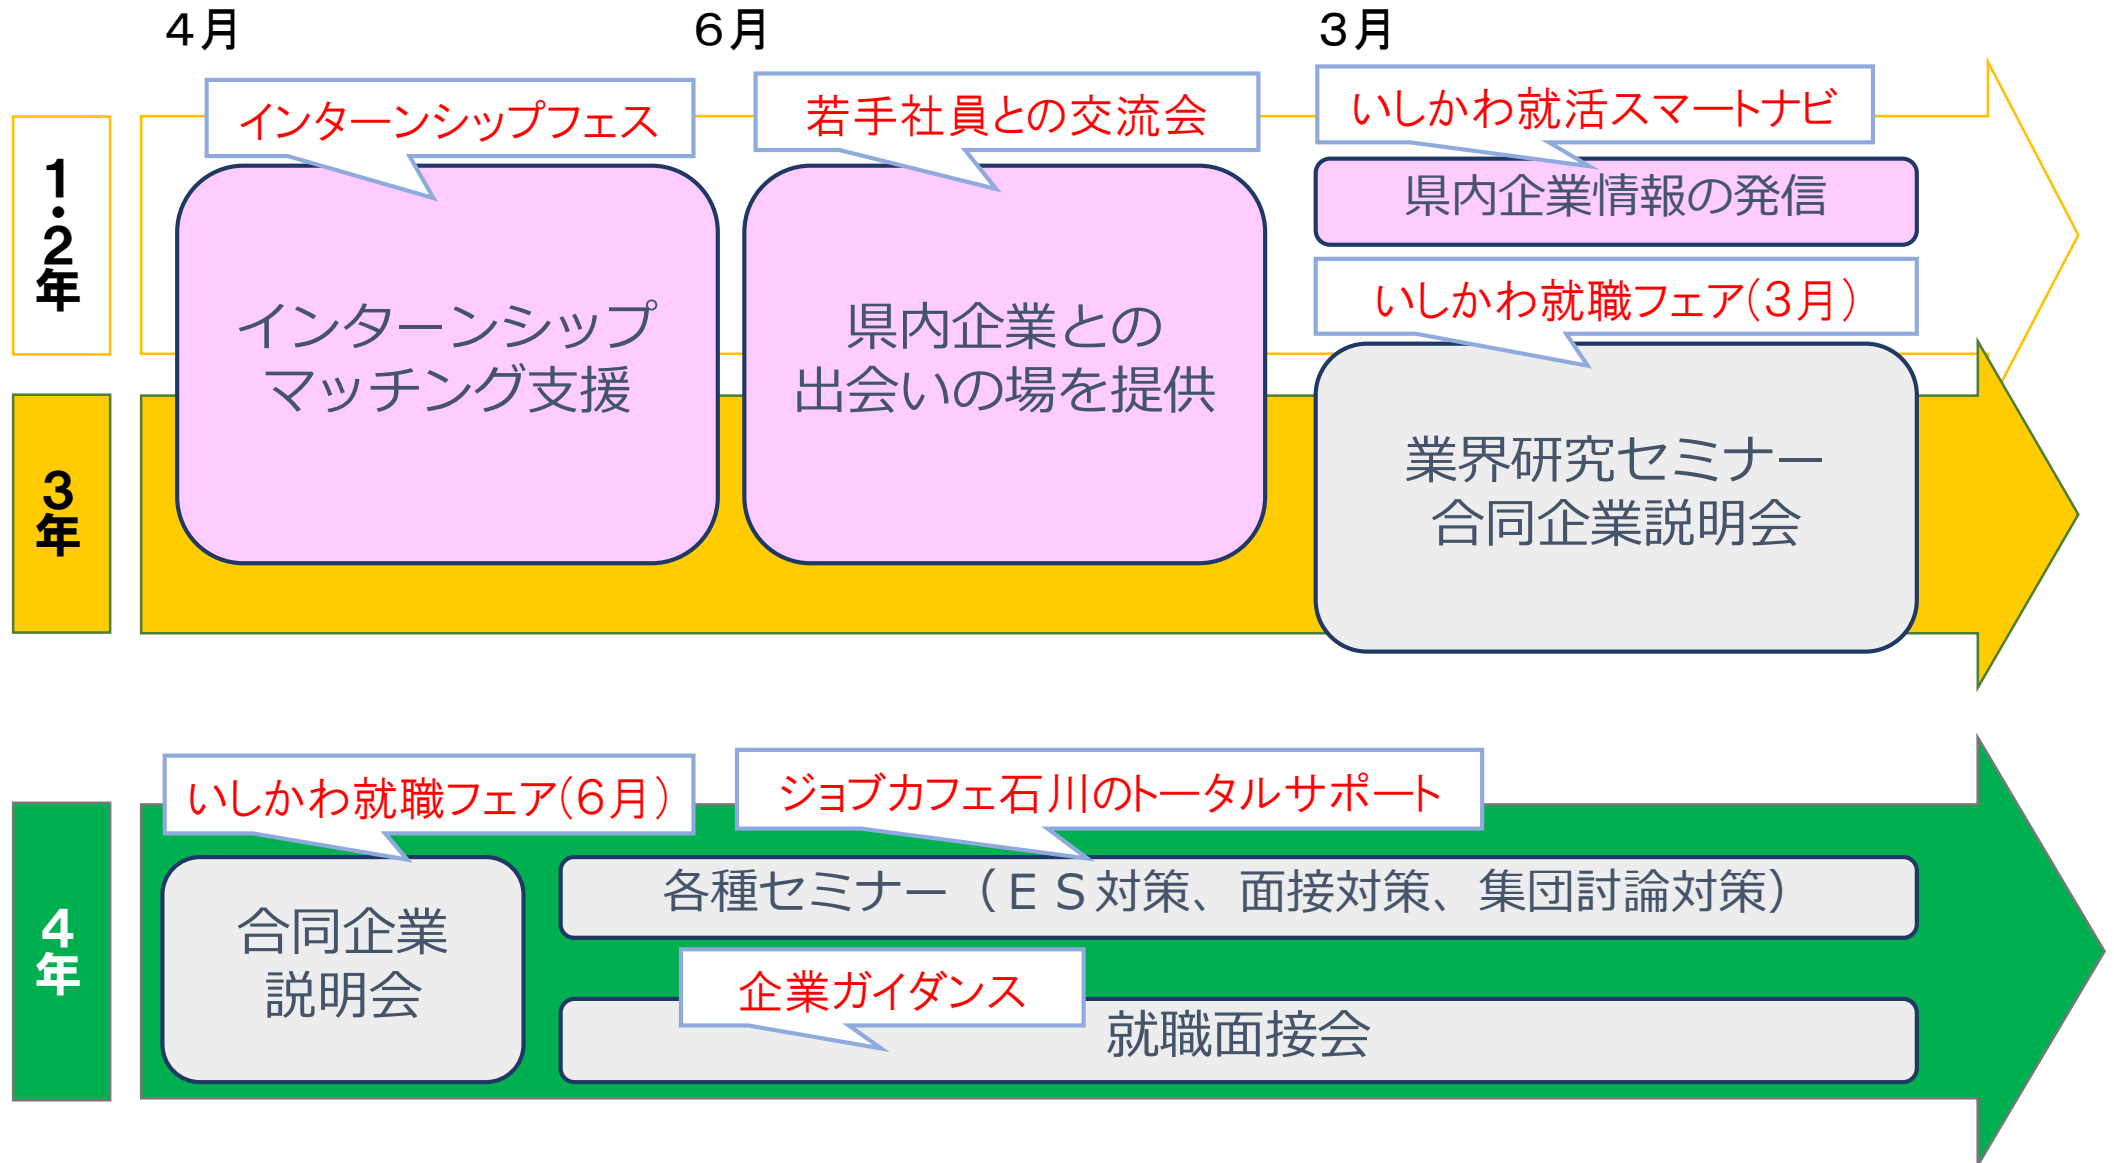 ４月
６月
３月
インターンシップフェス
若手社員との交流会
いしかわ就活スマートナビ
１・２年
県内企業情報の発信
インターンシップ
マッチング支援
県内企業との
出会いの場を提供
いしかわ就職フェア(３月)
３年
業界研究セミナー
合同企業説明会
いしかわ就職フェア(６月)
ジョブカフェ石川のトータルサポート
４年
合同企業
説明会
各種セミナー（ＥＳ対策、面接対策、集団討論対策）
企業ガイダンス
就職面接会